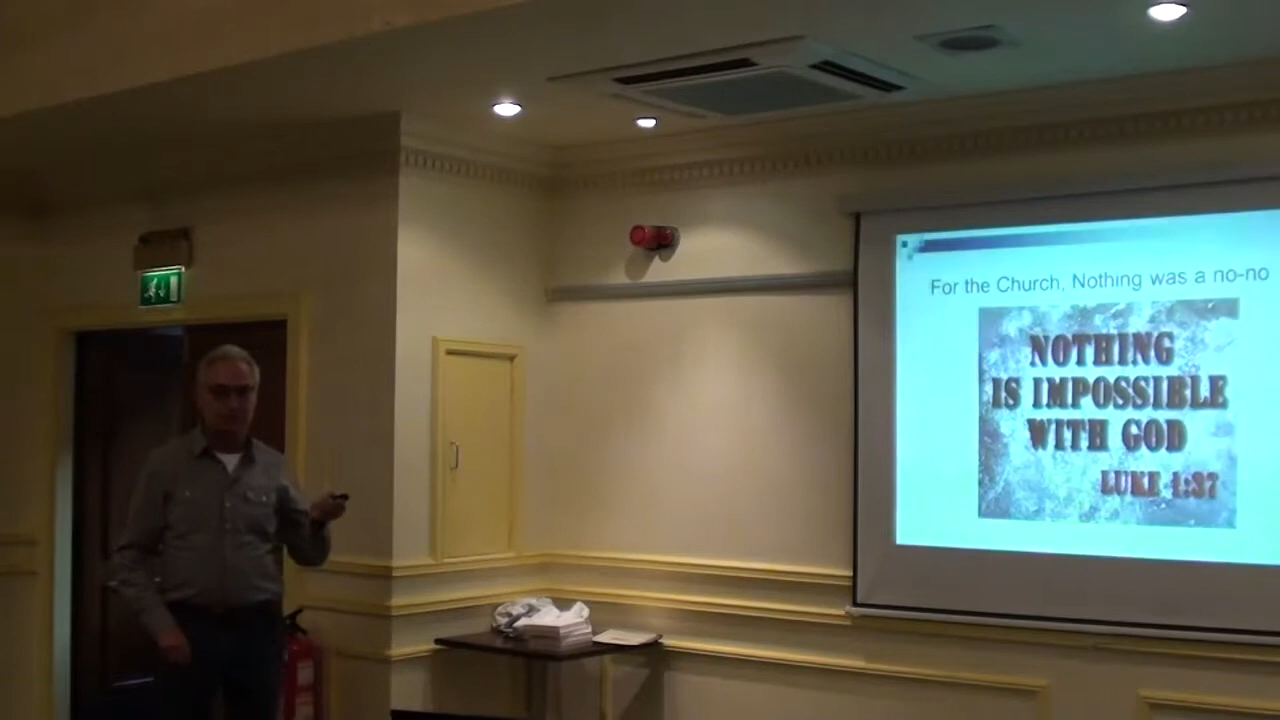 For the Church, Nothing was a no-no
NOTHING
IS IMPOSSIBLE
WITH GOD
LUKE 1:37